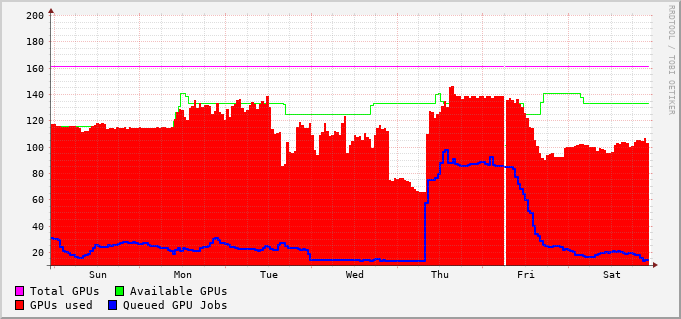 200
180
160
140
120
100
80
60
40
20
Sun Mon Tue Wed Thu Fri Sat
Total GPUs Available GPUs
GPUs used Queued GPU Jobs
RRDTOOL / TOBI OETIKER